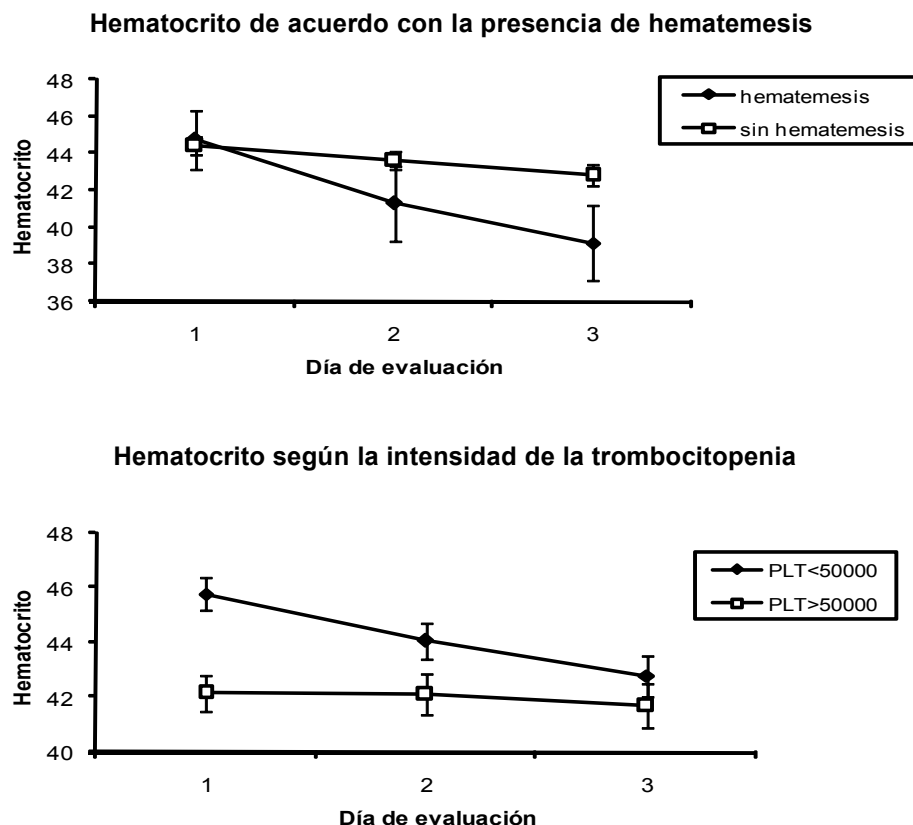 Hematocrito de acuerdo con la presencia de hematemesis
48
46
44
42
40
38
36
Hematocrito
hematemesis
sin hematemesis
1 2 3
Día de evaluación
Hematocrito según la intensidad de la trombocitopenia
48
46
44
42
40
Hematocrito
PLT<50000
PLT>50000
1 2 3
Día de evaluación